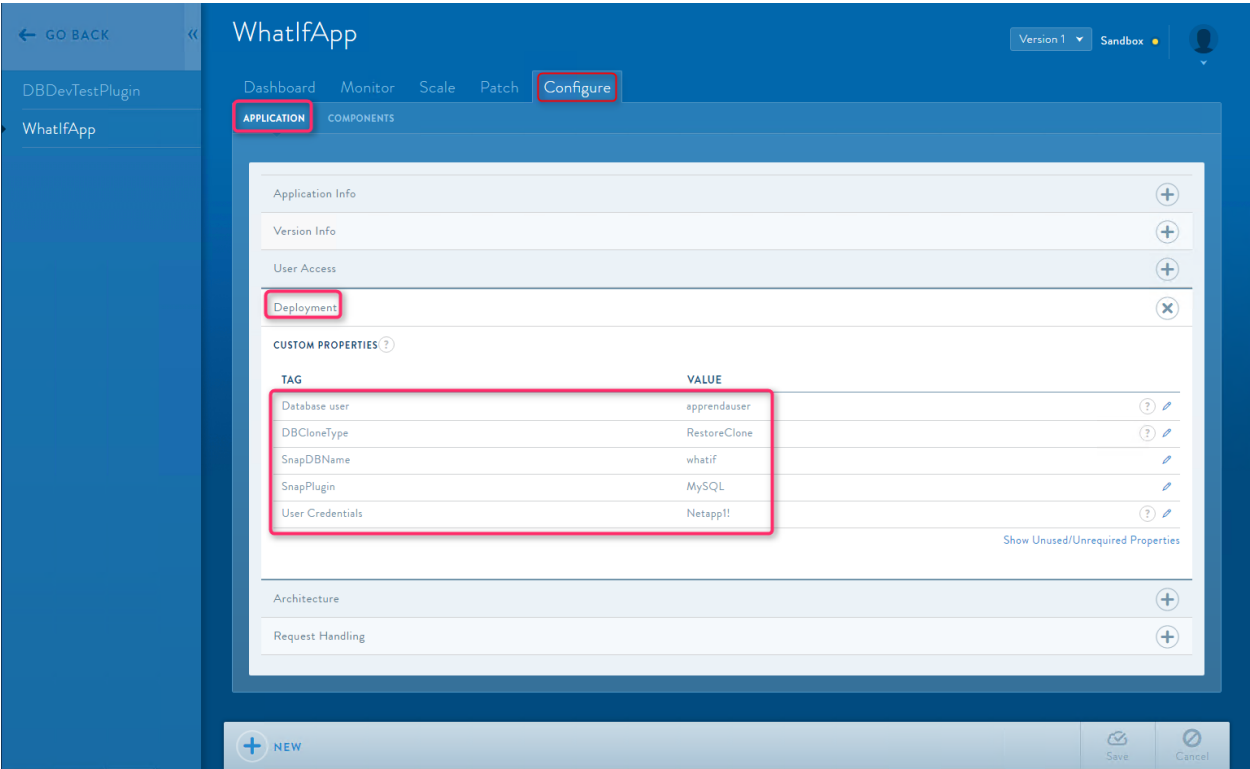 GO BACK
WhatIfApp
Version 1
Sandbox
DBDevTestPlugin
WhatIfApp
Dashboard Monitor Scale Patch Configure
APPLICATION COMPONENTS
Application Info
Version Info
User Access
Deployment
CUSTOM PROPERTIES ?
TAG VALUE
Database user apprendauser ?
DBCloneType RestoreClone ?
SnapDBName whatif
SnapPlugin MySQL
User Credentials Netapp1! ?
Show Unused/Unrequired Properties
Architecture
Request Handling
NEW
Save Cancel